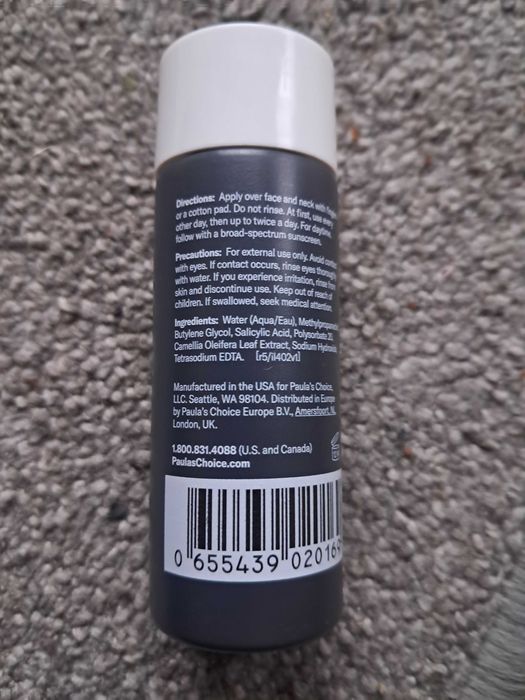 Directions: Apply over face and neck with
or a cotton pad. Do not rinse. At first, use every
other day, then up to twice a day. For daytime,
follow with a broad-spectrum sunscreen.
Precautions: For external use only. Avoid
with eyes. If contact occurs, rinse eyes
with water. If you experience irritation, rinse from
skin and discontinue use. Keep out of reach of
children. If swallowed, seek medical attention.
Ingredients: Water (Aqua/Eau),
Butylene Glycol, Salicylic Acid, Polysorbate 20,
Camellia Oleifera Leaf Extract, Sodium
Tetrasodium EDTA. [r5/il402v1]
Manufactured in the USA for Paula's Choice,
LLC. Seattle, WA 98104. Distributed in Europe
by Paula's Choice Europe B.V., Amersfoort, NL
London, UK.
1.800.831.4088 (U.S. and Canada)
PaulasChoice.com
0 655439 02016